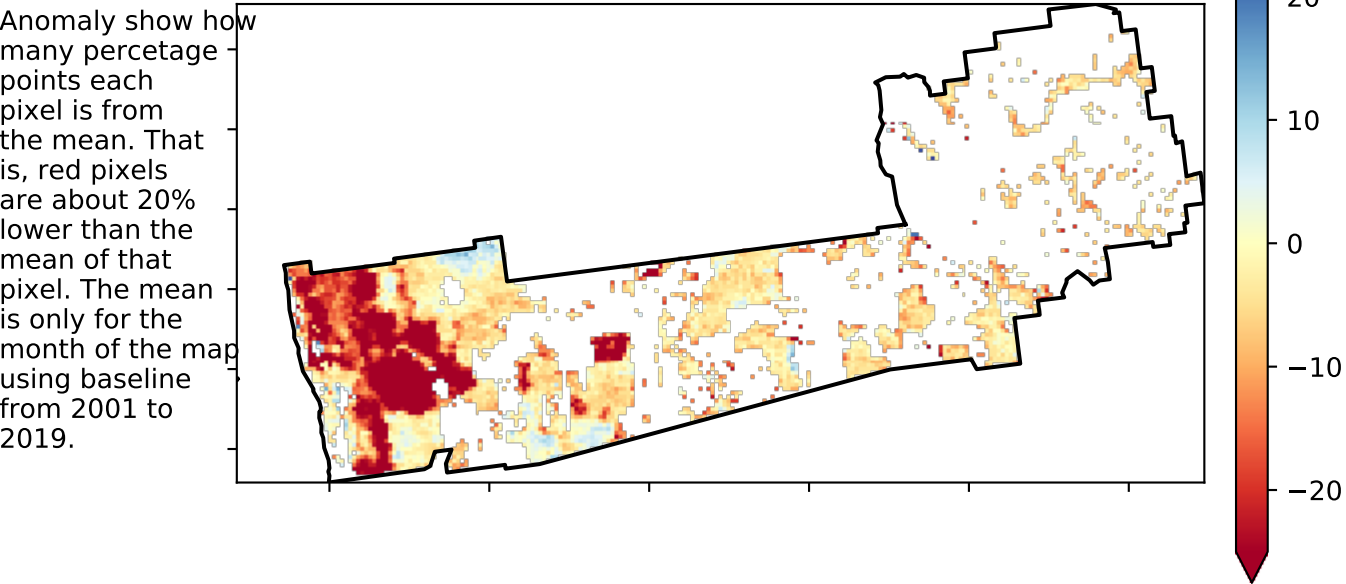 Anomaly show how
many percetage
points each
pixel is from
the mean. That
is, red pixels
are about 20%
lower than the
mean of that
pixel. The mean
is only for the
month of the map
using baseline
from 2001 to
2019.
20
10
0
−10
−20